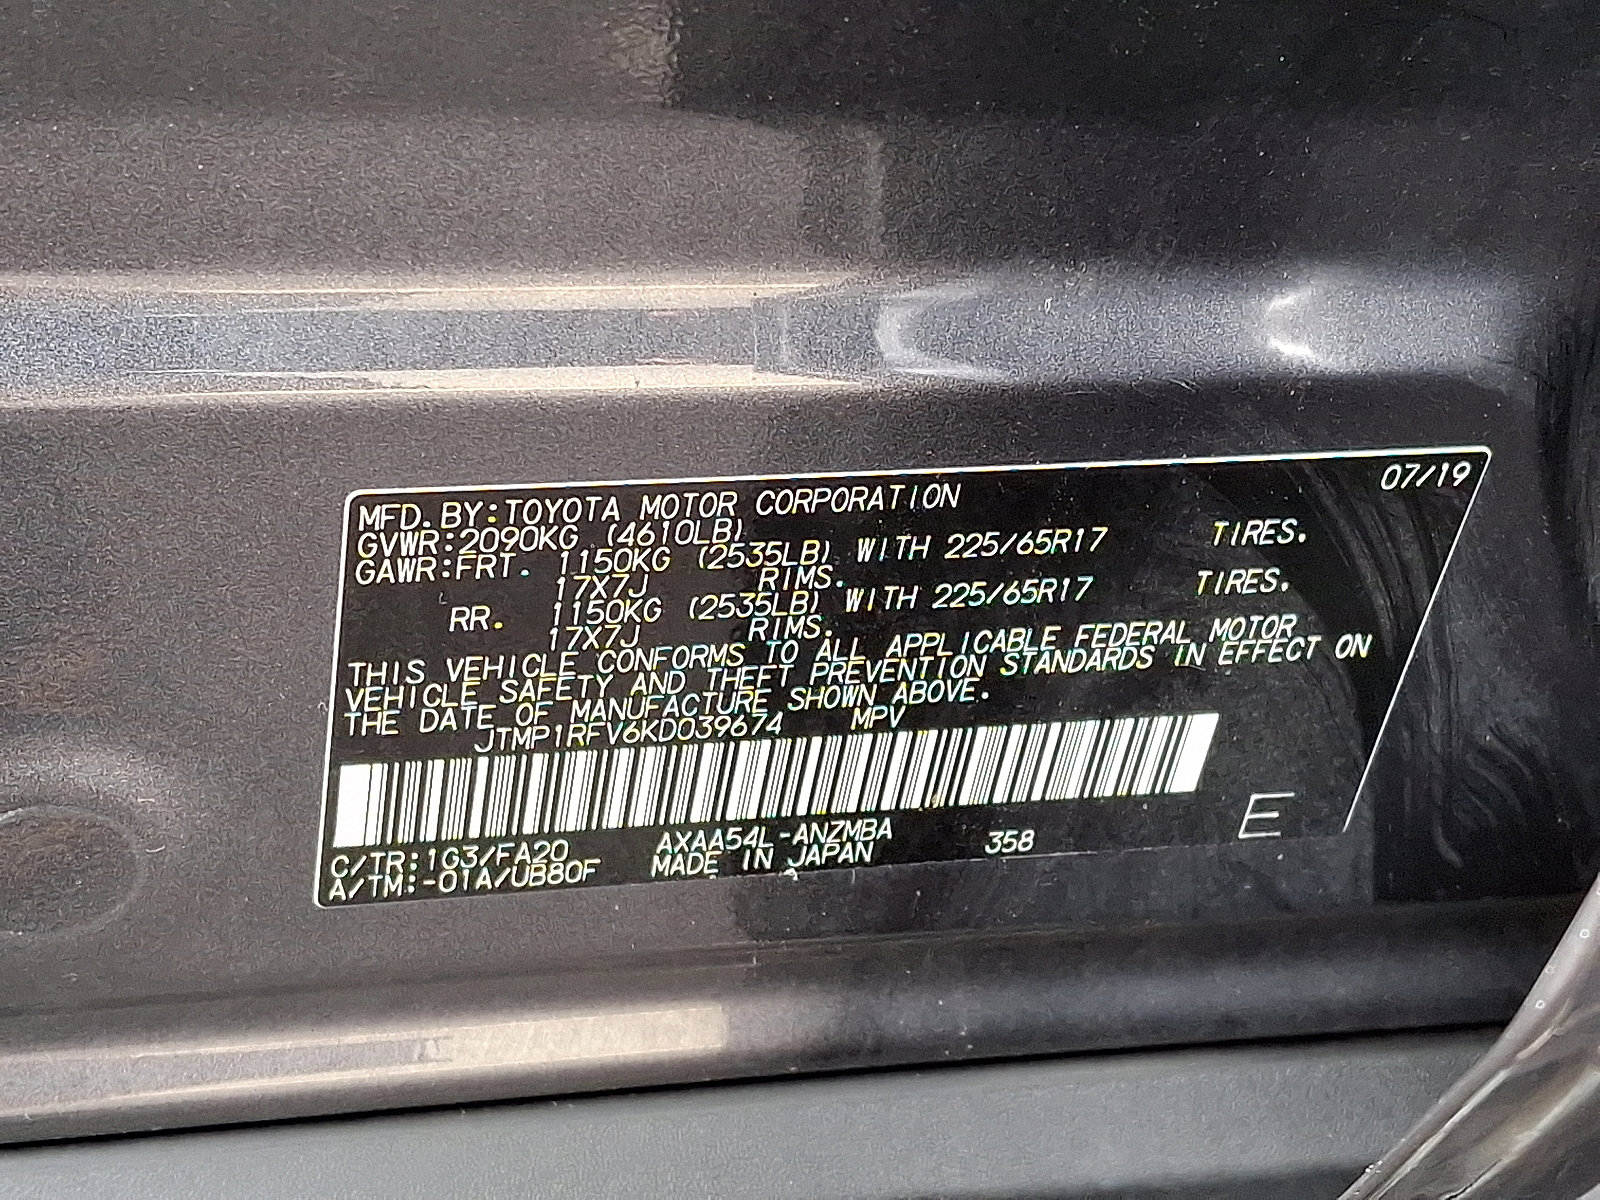 07/19
MFD. BY:TOYOTA MOTOR CORPORATION
GVWR:2090KG (4610LB)
GAWR:FRT. 1150KG (2535LB) WITH 225/65R17 TIRES.
17X7J RIMS.
RR. 1150KG (2535LB) WITH 225/65R17 TIRES.
17X7J RIMS.
THIS VEHICLE CONFORMS TO ALL APPLICABLE FEDERAL MOTOR
VEHICLE SAFETY AND THEFT PREVENTION STANDARDS IN EFFECT ON
THE DATE OF MANUFACTURE SHOWN ABOVE.
JTMP1RFV6KD039674 MPV
C/TR:1G3/FA20 AXAA54L-ANZMBA 358 E
A/TM:-01A/UB80F MADE IN JAPAN